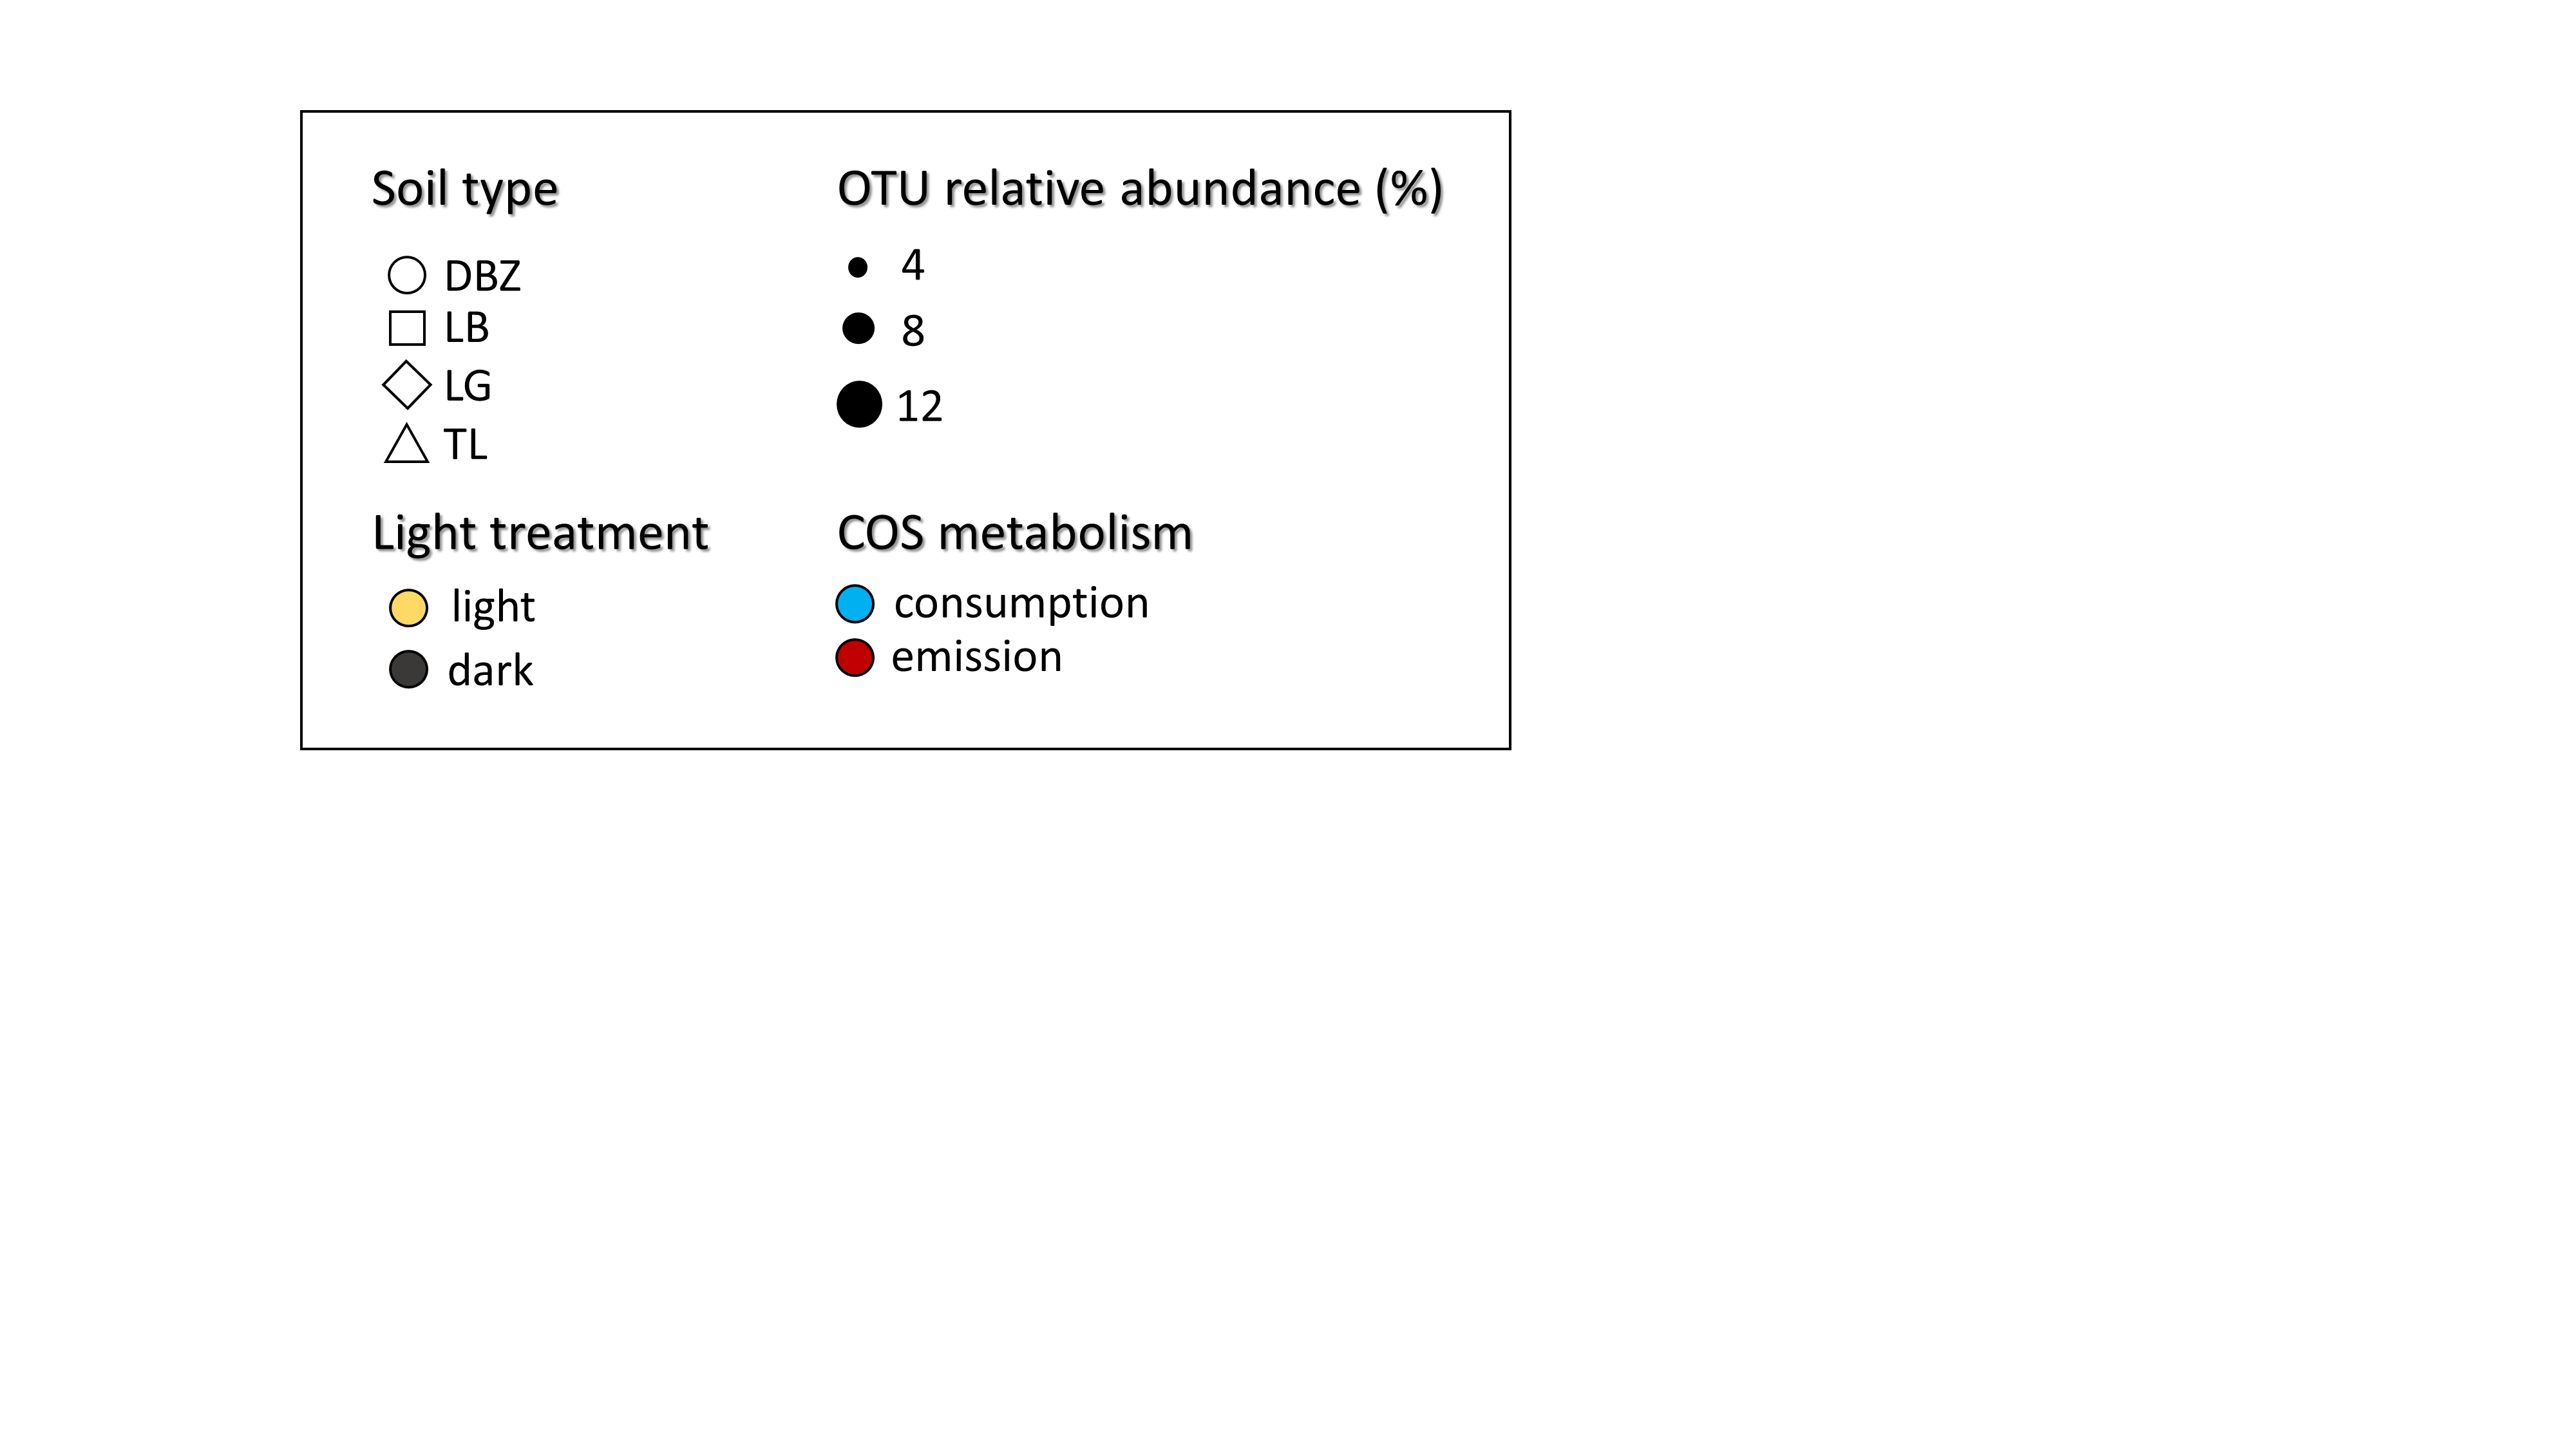 Soil type
DBZ
LB
LG
TL
OTU relative abundance (%)
4
8
12
Light treatment
light
dark
COS metabolism
consumption
emission